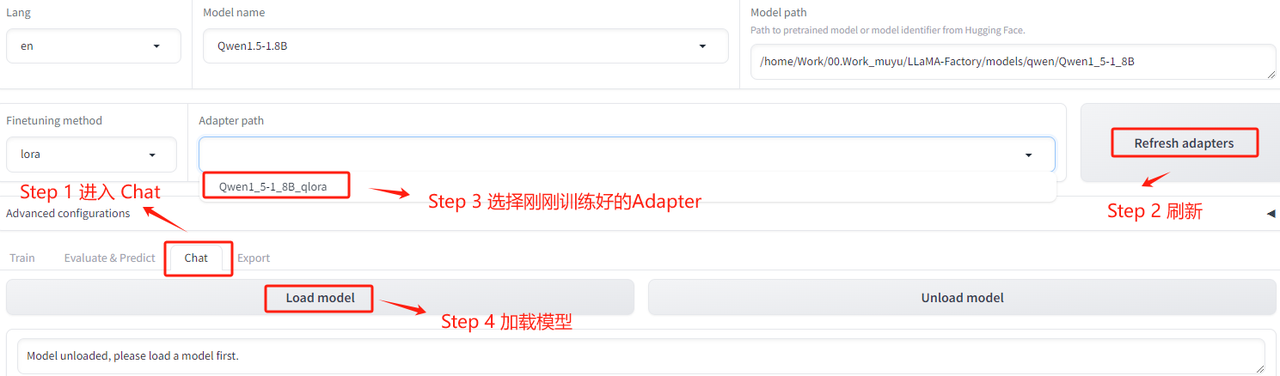 Lang
Model name
Model path
Path to pretrained model or model identifier from Hugging Face.
en
Qwen1.5-1.8B
/home/Work/00.Work_muyu/LLaMA-Factory/models/qwen/Qwen1_5-1_8B
Finetuning method
Adapter path
lora
Refresh adapters
Qwen1_5-1_8B_qlora
Step 1 进入 Chat
Step 3 选择刚刚训练好的Adapter
Step 2 刷新
Advanced configurations
Train
Evaluate & Predict
Chat
Export
Load model
Unload model
Step 4 加载模型
Model unloaded, please load a model first.